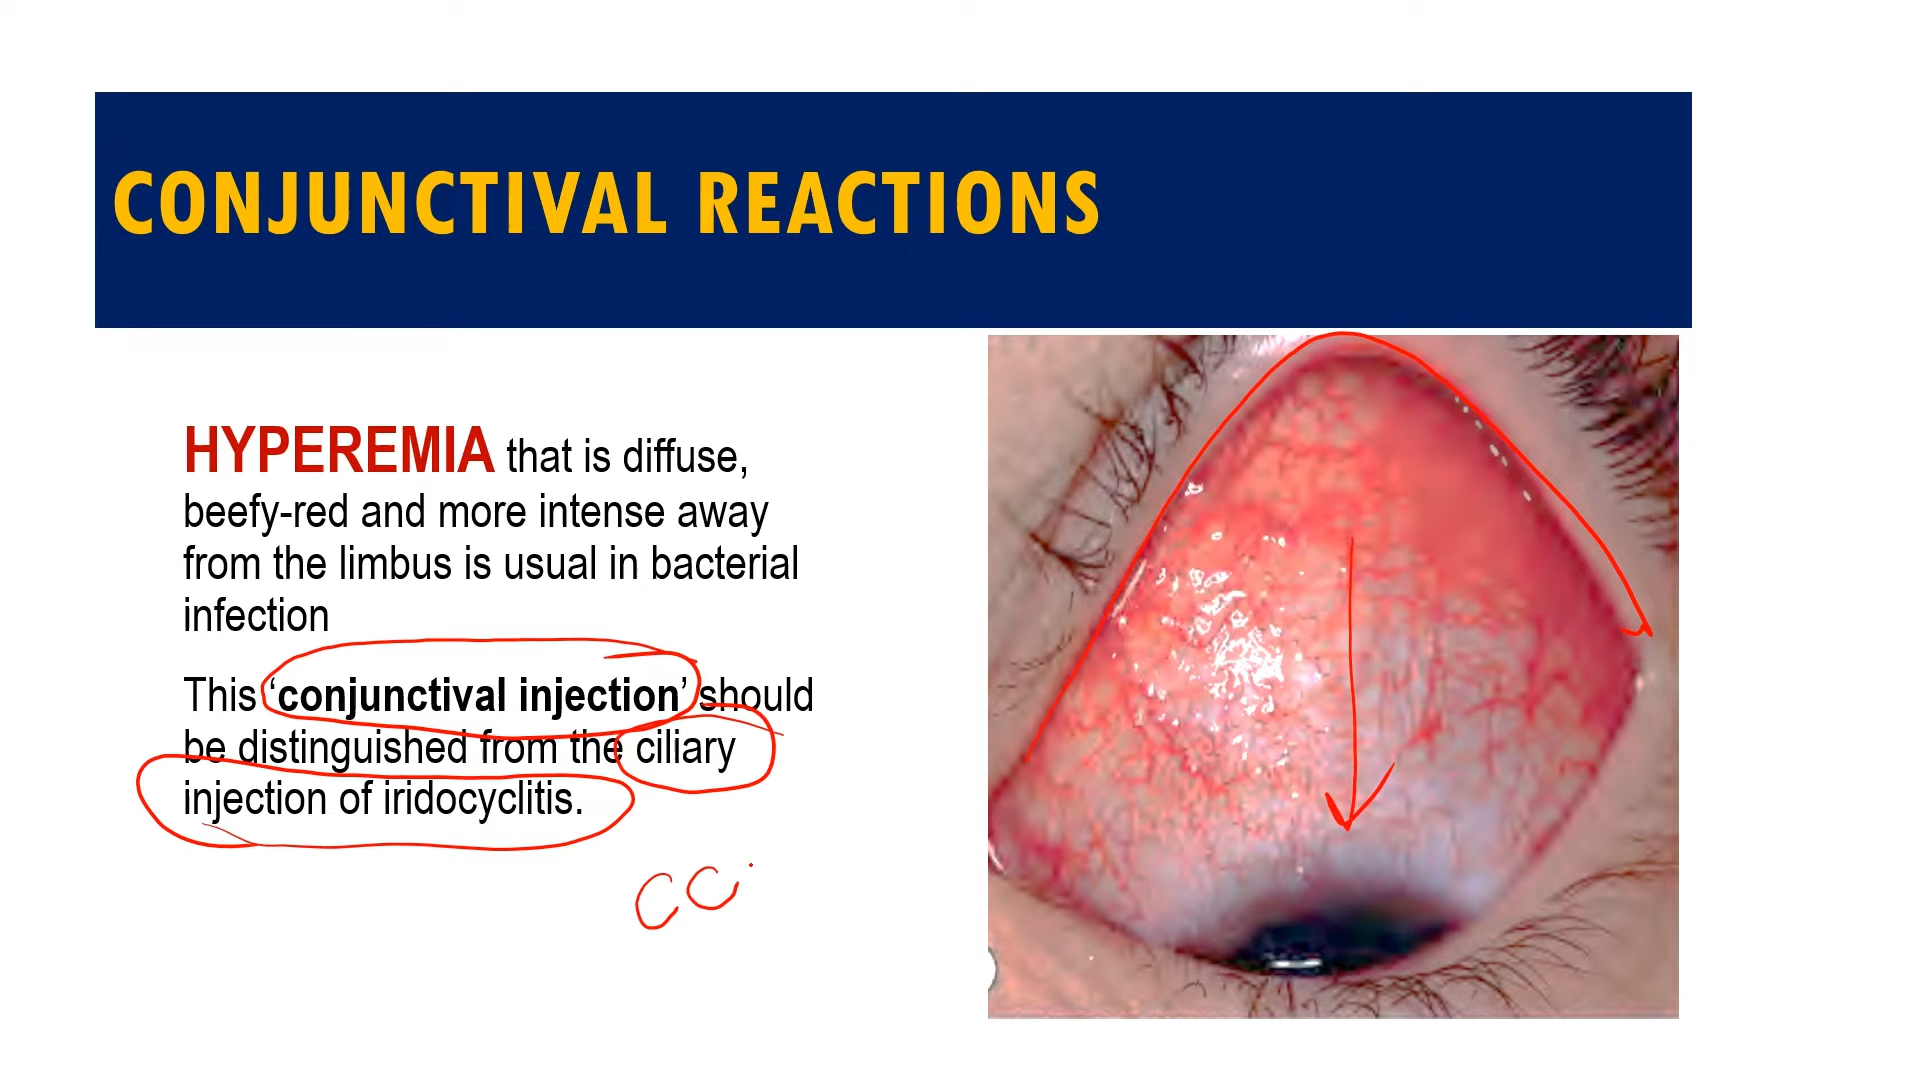 CONJUNCTIVAL REACTIONS
HYPEREMIA that is diffuse,
beefy-red and more intense away
from the limbus is usual in bacterial
infection
This ‘conjunctival injection’ should
be distinguished from the ciliary
injection of iridocyclitis.
CC